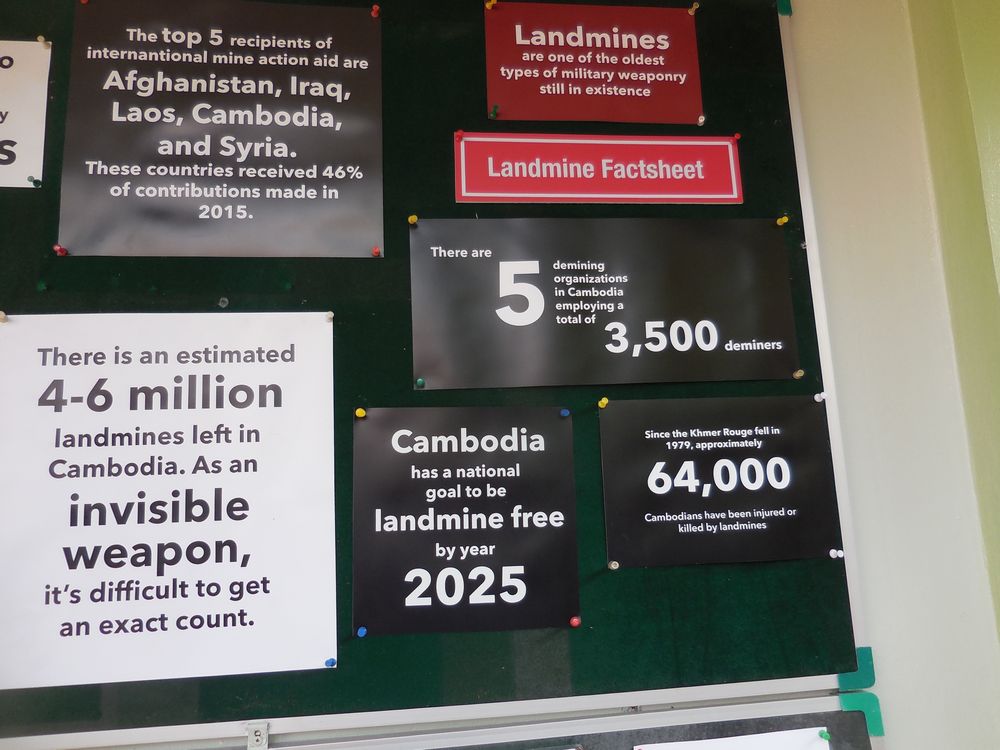 The top 5 recipients of
internantional mine action aid are
Afghanistan, Iraq,
Laos, Cambodia,
and Syria.
These countries received 46%
of contributions made in
2015.
Landmines
are one of the oldest
types of military weaponry
still in existence
Landmine Factsheet
There are
5
demining
organizations
in Cambodia
employing a
total of
3,500 deminers
There is an estimated
4-6 million
landmines left in
Cambodia. As an
invisible
weapon,
it's difficult to get
an exact count.
Cambodia
has a national
goal to be
landmine free
by year
2025
Since the Khmer Rouge fell in
1979, approximately
64,000
Cambodians have been injured or
killed by landmines